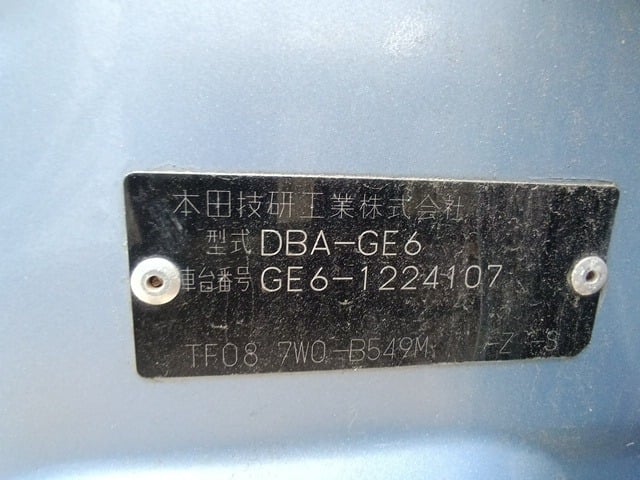 本田技研工業株式会社
型式 DBA-GE6
車台番号 GE6-1224107
TF08 7W0-B549M -Z -S